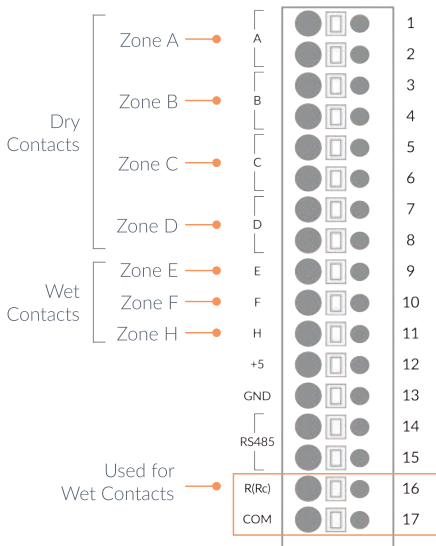 Zone A
A
1
2
Zone B
B
3
4
Dry
Contacts
Zone C
C
5
6
Zone D
D
7
8
Zone E
E
9
Wet
Contacts
Zone F
F
10
Zone H
H
11
+5
12
GND
13
RS485
14
15
Used for
Wet Contacts
R(Rc)
16
COM
17